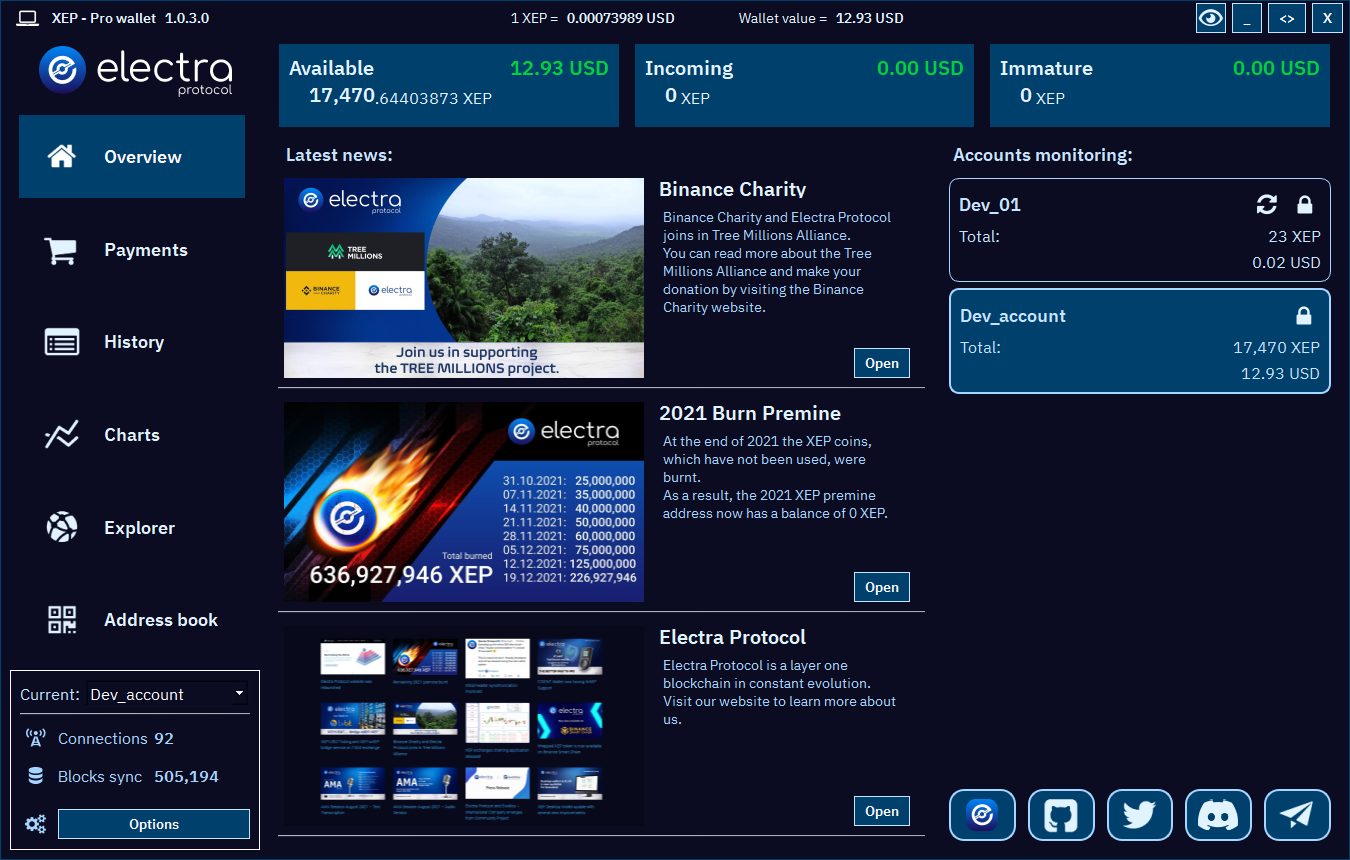 XEP - Pro wallet 1.0.3.0
1 XEP = 0.00073989 USD
Wallet value = 12.93 USD
_
<>
X
electra
protocol
Overview
Payments
History
Charts
Explorer
Address book
Current: Dev_account
Connections 92
Blocks sync 505,194
Options
Available 12.93 USD
17,470.64403873 XEP
Incoming 0.00 USD
0 XEP
Immature 0.00 USD
0 XEP
Latest news:
electra
protocol
TREE
MILLIONS
BINANCE
CHARITY
electra
Join us in supporting
the TREE MILLIONS project.
Binance Charity
Binance Charity and Electra Protocol
joins in Tree Millions Alliance.
You can read more about the Tree
Millions Alliance and make your
donation by visiting the Binance
Charity website.
Open
electra
protocol
31.10.2021: 25,000,000
07.11.2021: 35,000,000
14.11.2021: 40,000,000
21.11.2021: 50,000,000
28.11.2021: 60,000,000
05.12.2021: 75,000,000
12.12.2021: 125,000,000
19.12.2021: 226,927,946
Total burned
636,927,946 XEP
2021 Burn Premine
At the end of 2021 the XEP coins,
which have not been used, were
burnt.
As a result, the 2021 XEP premine
address now has a balance of 0 XEP.
Open
AMA
AMA
Electra Protocol
Electra Protocol is a layer one
blockchain in constant evolution.
Visit our website to learn more about
us.
Open
Accounts monitoring:
Dev_01
Total: 23 XEP
0.02 USD
Dev_account
Total: 17,470 XEP
12.93 USD